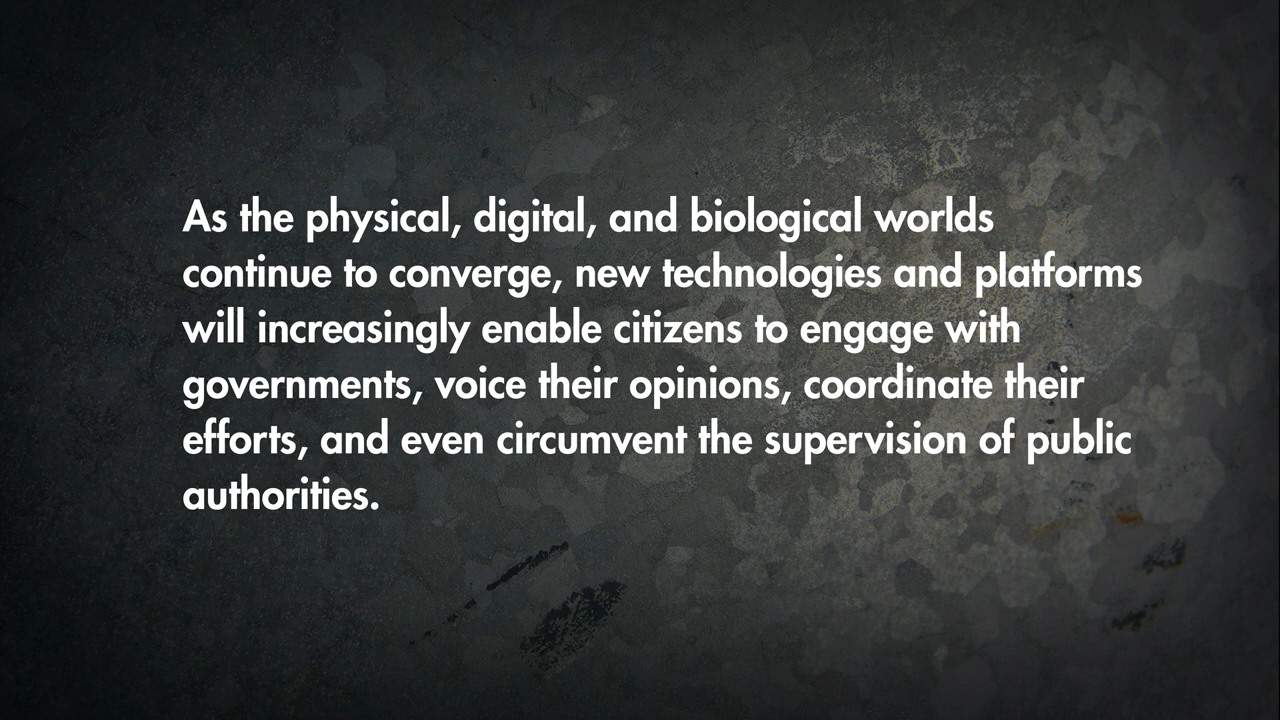 As the physical, digital, and biological worlds
continue to converge, new technologies and platforms
will increasingly enable citizens to engage with
governments, voice their opinions, coordinate their
efforts, and even circumvent the supervision of public
authorities.